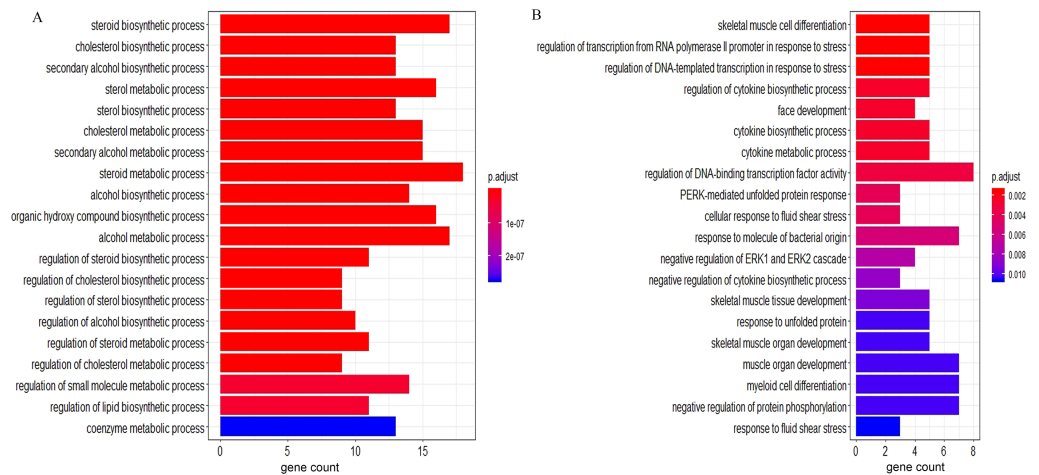 A
steroid biosynthetic process
cholesterol biosynthetic process
secondary alcohol biosynthetic process
sterol metabolic process
sterol biosynthetic process
cholesterol metabolic process
secondary alcohol metabolic process
steroid metabolic process
alcohol biosynthetic process
organic hydroxy compound biosynthetic process
alcohol metabolic process
regulation of steroid biosynthetic process
regulation of cholesterol biosynthetic process
regulation of sterol biosynthetic process
regulation of alcohol biosynthetic process
regulation of steroid metabolic process
regulation of cholesterol metabolic process
regulation of small molecule metabolic process
regulation of lipid biosynthetic process
coenzyme metabolic process
0 5 10 15
gene count
p.adjust
1e-07
2e-07
B
skeletal muscle cell differentiation
regulation of transcription from RNA polymerase II promoter in response to stress
regulation of DNA-templated transcription in response to stress
regulation of cytokine biosynthetic process
face development
cytokine biosynthetic process
cytokine metabolic process
regulation of DNA-binding transcription factor activity
PERK-mediated unfolded protein response
cellular response to fluid shear stress
response to molecule of bacterial origin
negative regulation of ERK1 and ERK2 cascade
negative regulation of cytokine biosynthetic process
skeletal muscle tissue development
response to unfolded protein
skeletal muscle organ development
muscle organ development
myeloid cell differentiation
negative regulation of protein phosphorylation
response to fluid shear stress
0 2 4 6 8
gene count
p.adjust
0.002
0.004
0.006
0.008
0.010